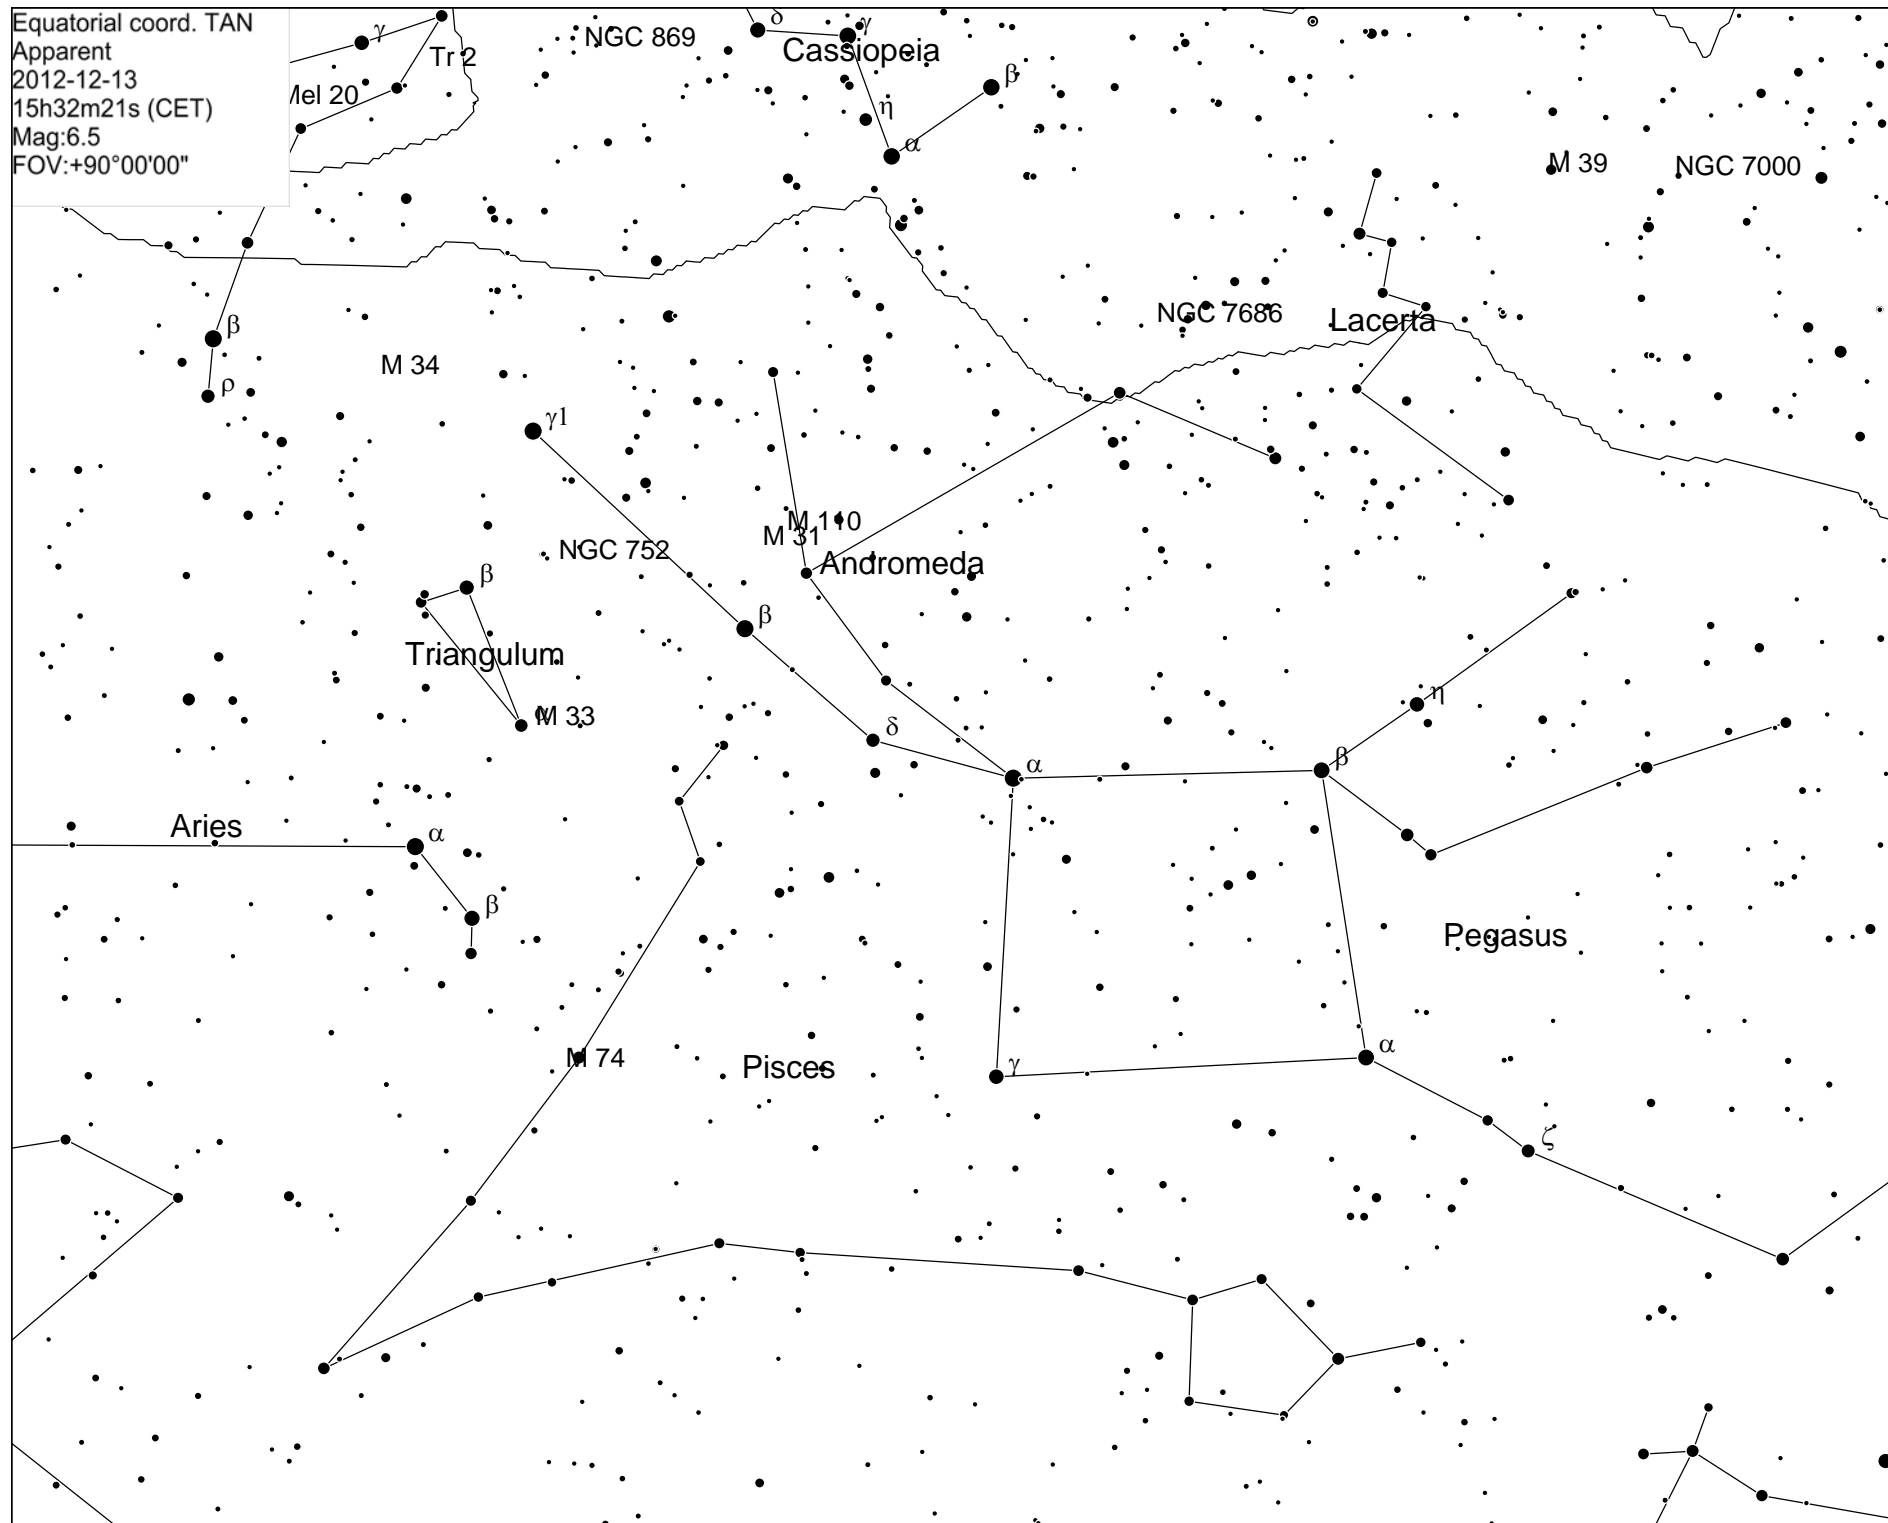 Equatorial coord. TAN
Apparent
2012-12-13
15h32m21s (CET)
Mag:6.5
FOV:+90°00'00"
γ
Tr 2
Mel 20
NGC 869
δ
γ
Cassiopeia
β
η
α
M 39
NGC 7000
β
ρ
M 34
NGC 7686
Lacerta
γ1
M 110
M 31
NGC 752
Andromeda
β
β
Triangulum
α
M 33
δ
α
η
β
Aries
α
β
Pegasus
M 74
Pisces
γ
α
ζ